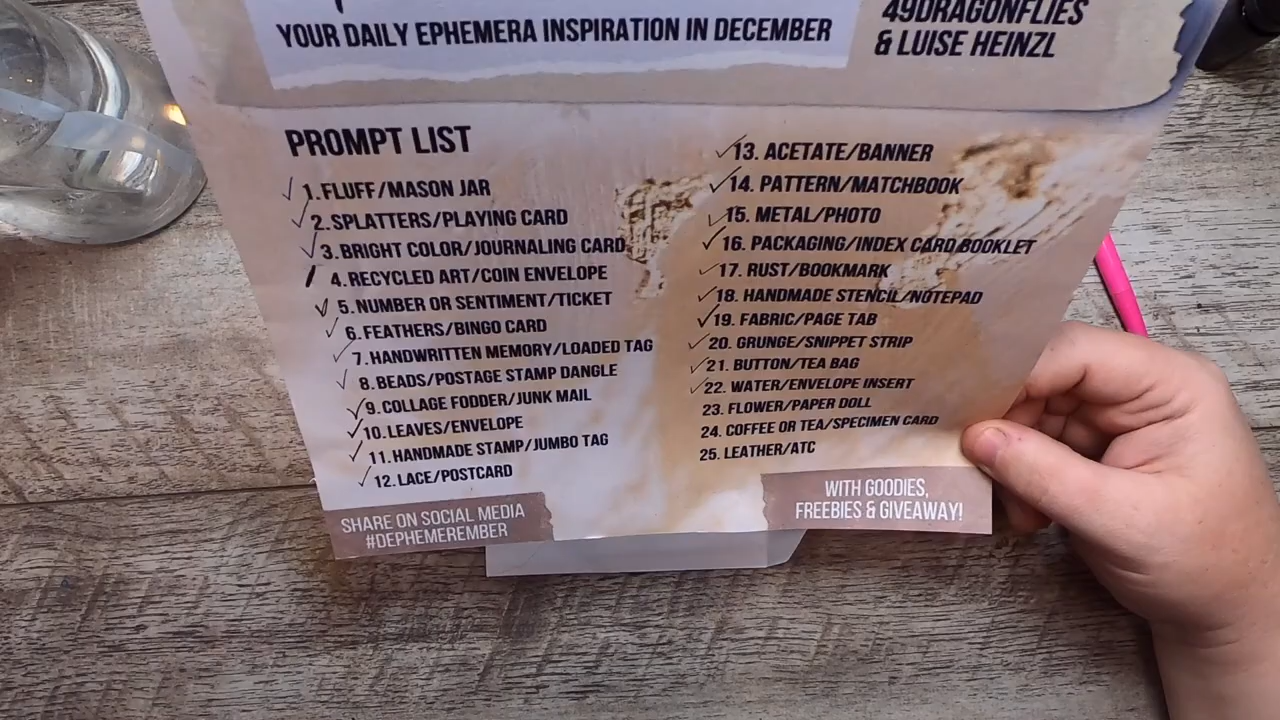 YOUR DAILY EPHEMERA INSPIRATION IN DECEMBER
49DRAGONFLIES
& LUISE HEINZL
PROMPT LIST
1. FLUFF/MASON JAR
2. SPLATTERS/PLAYING CARD
3. BRIGHT COLOR/JOURNALING CARD
4. RECYCLED ART/COIN ENVELOPE
5. NUMBER OR SENTIMENT/TICKET
6. FEATHERS/BINGO CARD
7. HANDWRITTEN MEMORY/LOADED TAG
8. BEADS/POSTAGE STAMP DANGLE
9. COLLAGE FODDER/JUNK MAIL
10. LEAVES/ENVELOPE
11. HANDMADE STAMP/JUMBO TAG
12. LACE/POSTCARD
13. ACETATE/BANNER
14. PATTERN/MATCHBOOK
15. METAL/PHOTO
16. PACKAGING/INDEX CARD BOOKLET
17. RUST/BOOKMARK
18. HANDMADE STENCIL/NOTEPAD
19. FABRIC/PAGE TAB
20. GRUNGE/SNIPPET STRIP
21. BUTTON/TEA BAG
22. WATER/ENVELOPE INSERT
23. FLOWER/PAPER DOLL
24. COFFEE OR TEA/SPECIMEN CARD
25. LEATHER/ATC
SHARE ON SOCIAL MEDIA
#DEPHEMEREMBER
WITH GOODIES,
FREEBIES & GIVEAWAY!